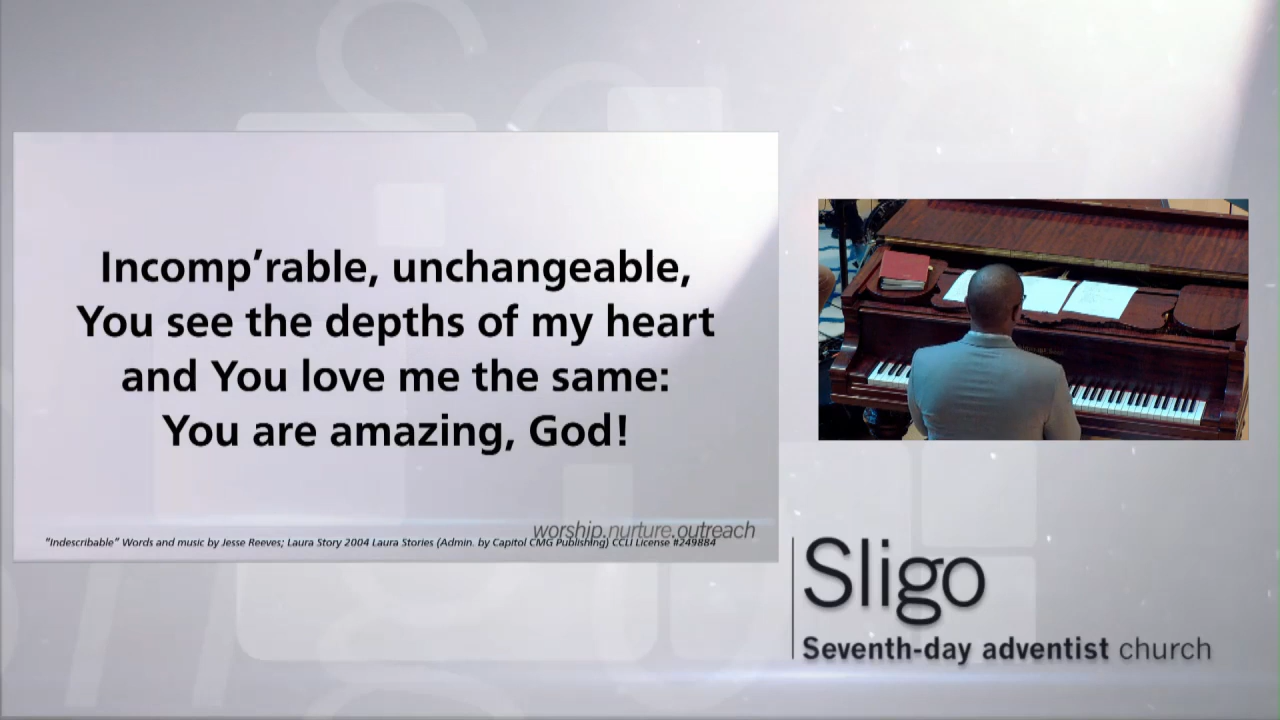 Incomp’rable, unchangeable,
You see the depths of my heart
and You love me the same:
You are amazing, God!
worship.nurture.outreach
"Indescribable" Words and music by Jesse Reeves; Laura Story 2004 Laura Stories (Admin. by Capitol CMG Publishing) CCLI License #249884
Sligo
Seventh-day adventist church